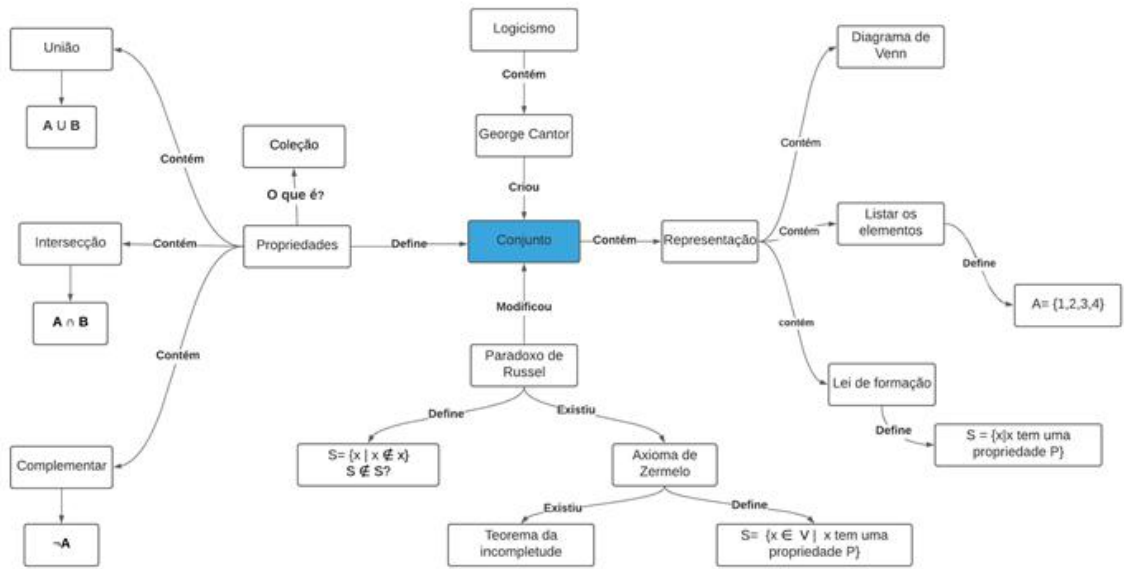 Logicismo
Contém
George Cantor
Criou
Conjunto
União
A ∪ B
Contém
Coleção
O que é?
Intersecção
Contém
Propriedades
Define
A ∩ B
Contém
Complementar
¬A
Contém
Representação
Contém
Diagrama de
Venn
Contém
Listar os
elementos
Define
A= {1,2,3,4}
contém
Lei de formação
Define
S = {x|x tem uma
propriedade P}
Modificou
Paradoxo de
Russel
Define
S= {x | x ∉ x}
S ∉ S?
Existiu
Axioma de
Zermelo
Existiu
Teorema da
incompletude
Define
S= {x ∈ V | x tem uma
propriedade P}